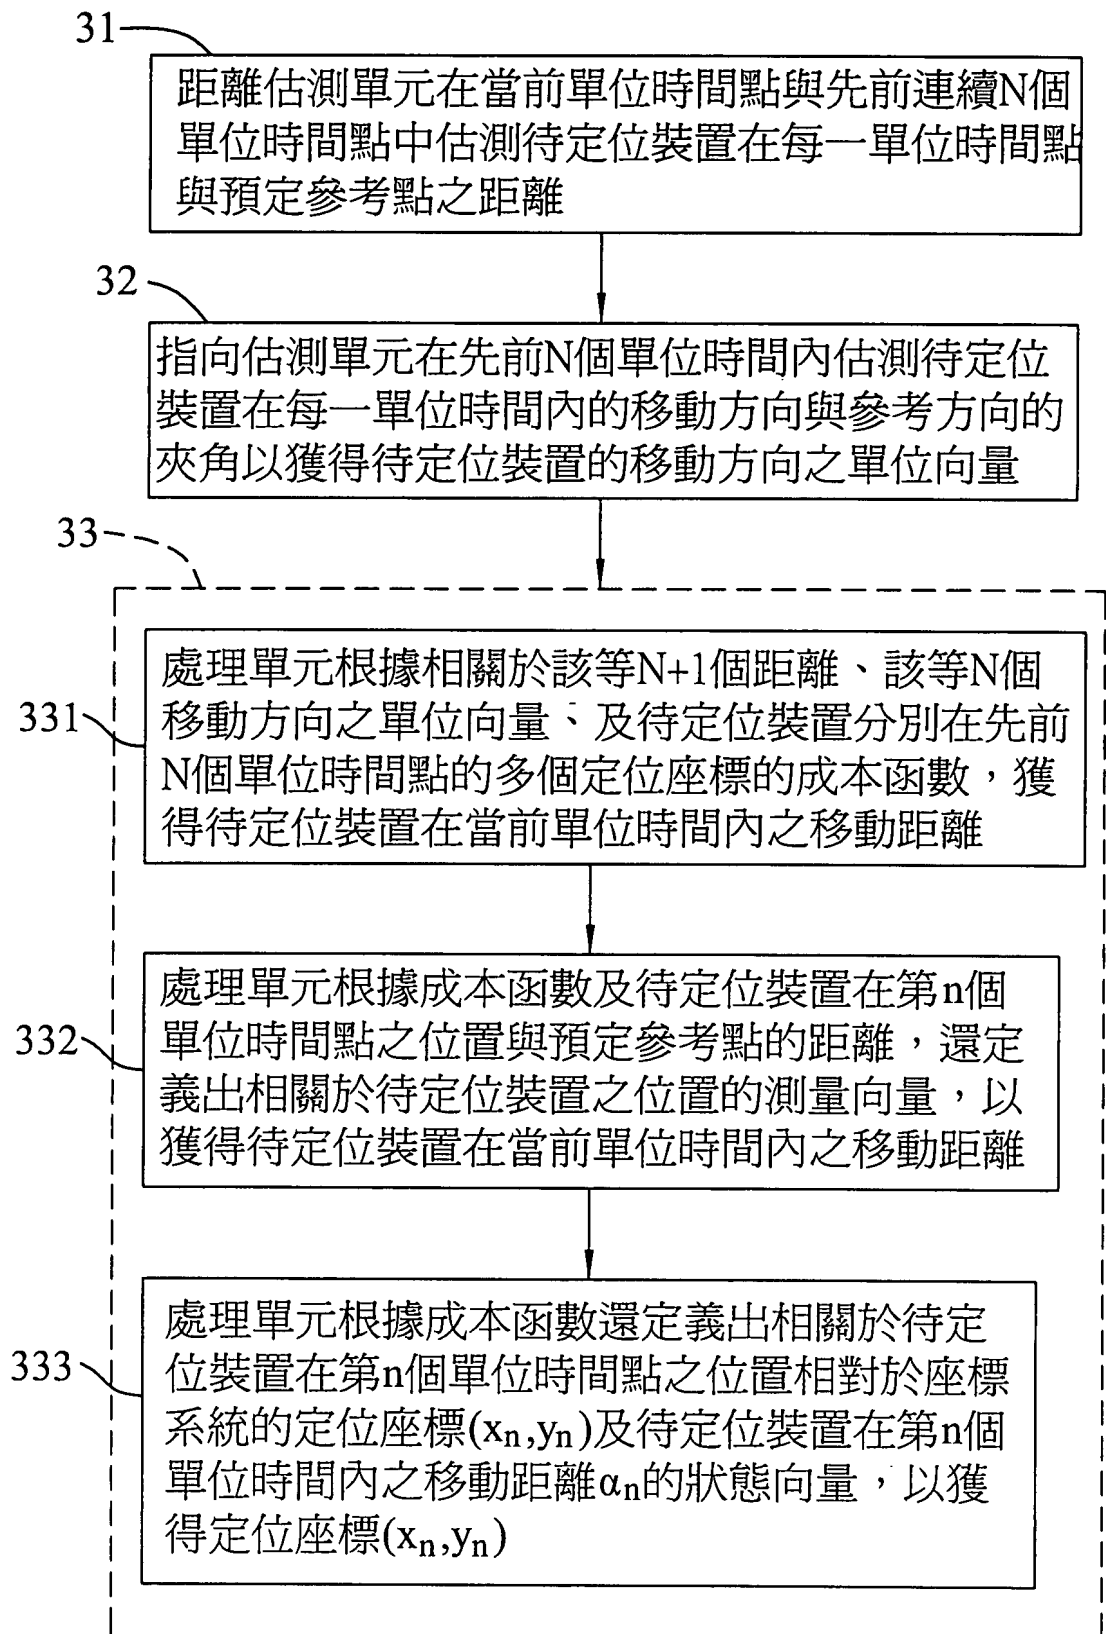 31
距離估測單元在當前單位時間點與先前連續N個
單位時間點中估測待定位裝置在每一單位時間點
與預定參考點之距離
32
指向估測單元在先前N個單位時間內估測待定位
裝置在每一單位時間內的移動方向與參考方向的
夾角以獲得待定位裝置的移動方向之單位向量
33
331
處理單元根據相關於該等N+1個距離、該等N個
移動方向之單位向量、及待定位裝置分別在先前
N個單位時間點的多個定位座標的成本函數，獲
得待定位裝置在當前單位時間內之移動距離
332
處理單元根據成本函數及待定位裝置在第n個
單位時間點之位置與預定參考點的距離，還定
義出相關於待定位裝置之位置的測量向量，以
獲得待定位裝置在當前單位時間內之移動距離
333
處理單元根據成本函數還定義出相關於待定
位裝置在第n個單位時間點之位置相對於座標
系統的定位座標(xₙ,yₙ)及待定位裝置在第n個
單位時間內之移動距離αₙ的狀態向量，以獲
得定位座標(xₙ,yₙ)